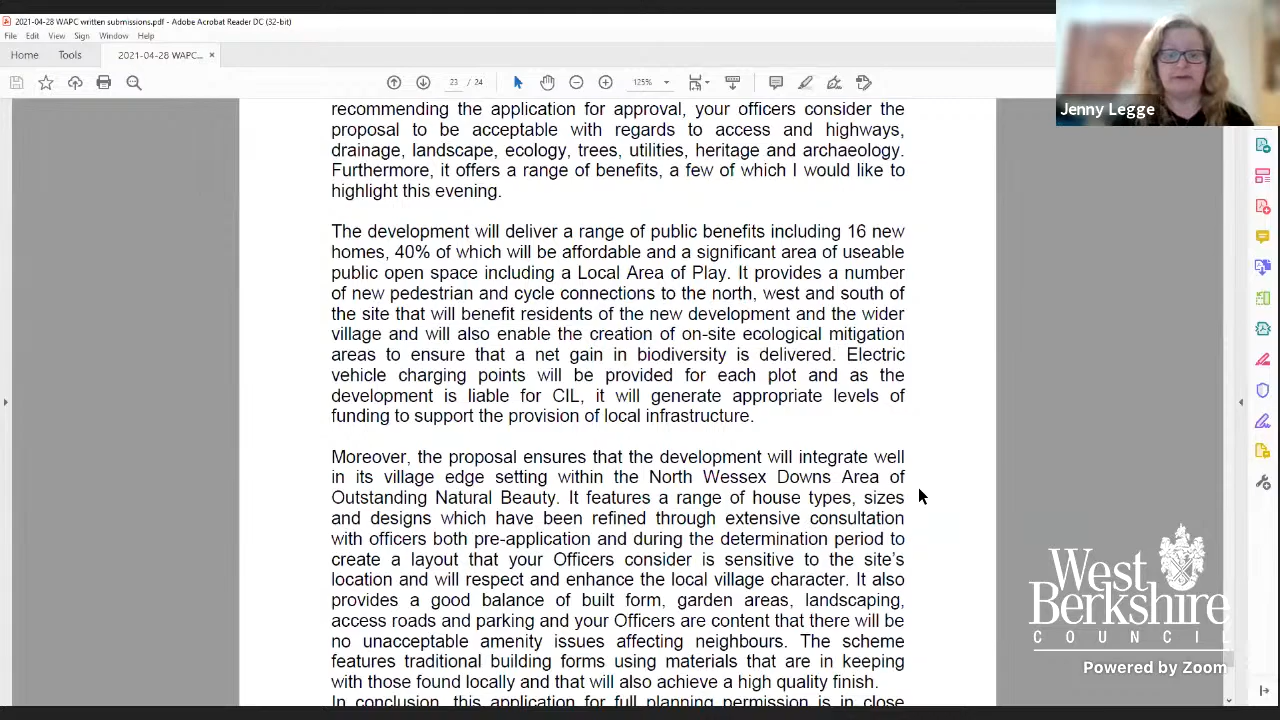 2021-04-28 WAPC written submissions.pdf - Adobe Acrobat Reader DC (32-bit)
File Edit View Sign Window Help
Home Tools 2021-04-28 WAPC... ×
23 / 24 125%
Jenny Legge
recommending the application for approval, your officers consider the
proposal to be acceptable with regards to access and highways,
drainage, landscape, ecology, trees, utilities, heritage and archaeology.
Furthermore, it offers a range of benefits, a few of which I would like to
highlight this evening.
The development will deliver a range of public benefits including 16 new
homes, 40% of which will be affordable and a significant area of useable
public open space including a Local Area of Play. It provides a number
of new pedestrian and cycle connections to the north, west and south of
the site that will benefit residents of the new development and the wider
village and will also enable the creation of on-site ecological mitigation
areas to ensure that a net gain in biodiversity is delivered. Electric
vehicle charging points will be provided for each plot and as the
development is liable for CIL, it will generate appropriate levels of
funding to support the provision of local infrastructure.
Moreover, the proposal ensures that the development will integrate well
in its village edge setting within the North Wessex Downs Area of
Outstanding Natural Beauty. It features a range of house types, sizes
and designs which have been refined through extensive consultation
with officers both pre-application and during the determination period to
create a layout that your Officers consider is sensitive to the site's
location and will respect and enhance the local village character. It also
provides a good balance of built form, garden areas, landscaping,
access roads and parking and your Officers are content that there will be
no unacceptable amenity issues affecting neighbours. The scheme
features traditional building forms using materials that are in keeping
with those found locally and that will also achieve a high quality finish.
In conclusion, this application for full planning permission is in close
West
Berkshire
COUNCIL
Powered by Zoom